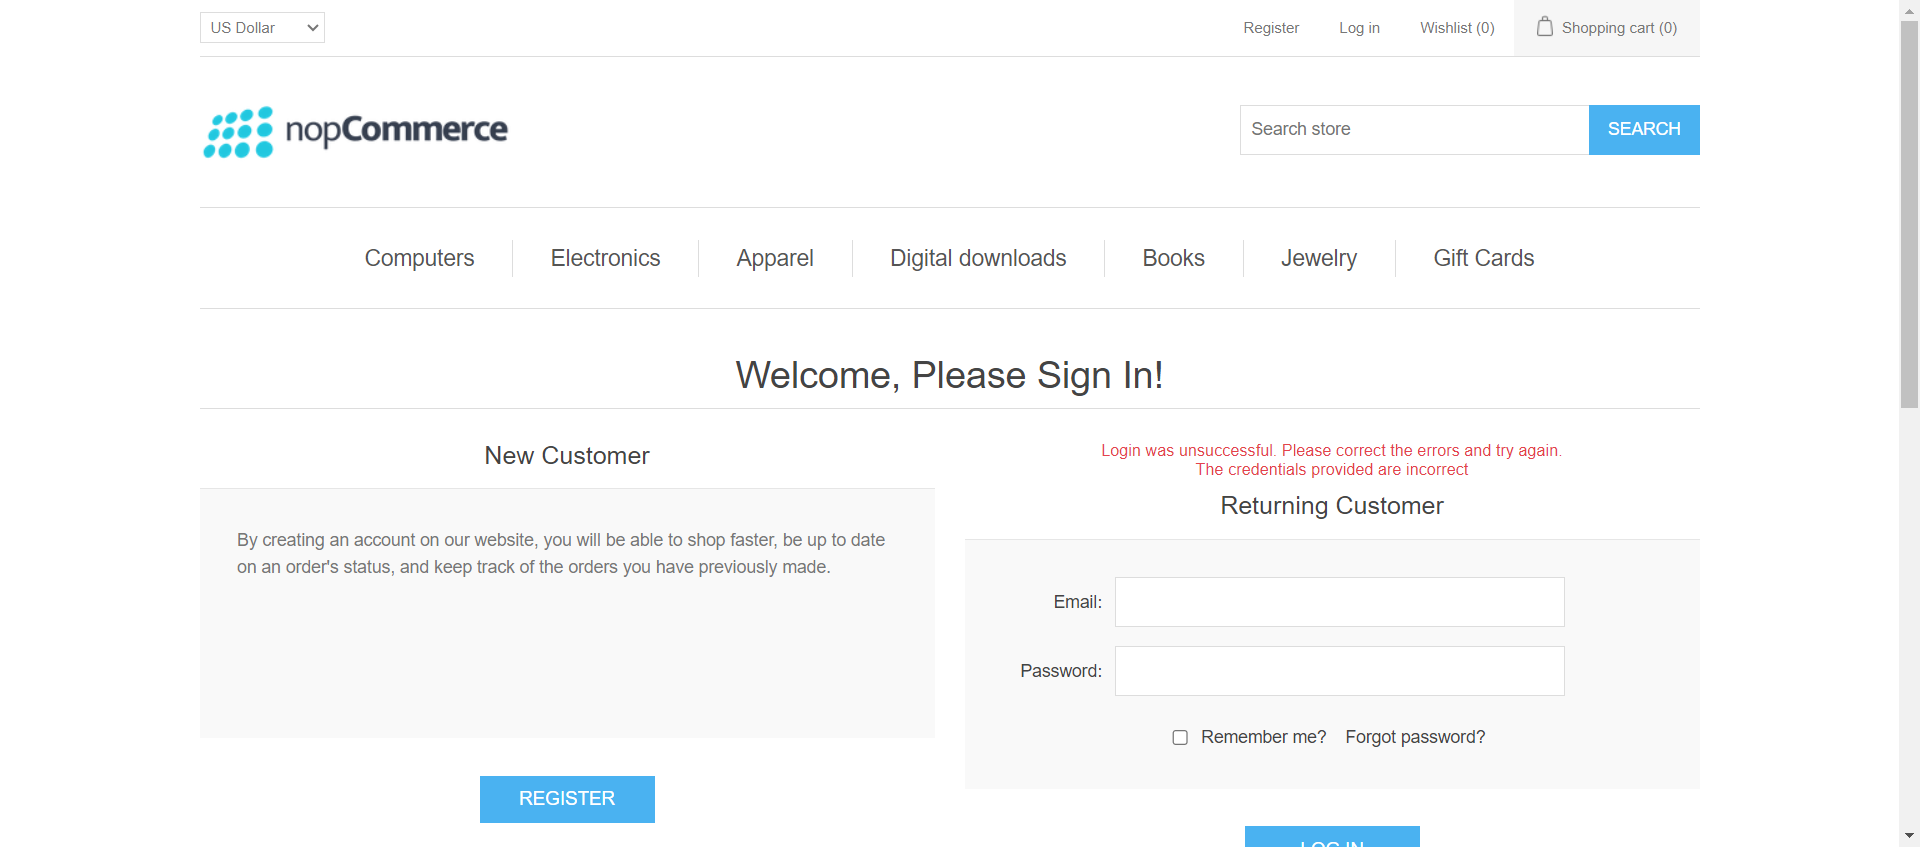 US Dollar
Register
Log in
Wishlist (0)
Shopping cart (0)
nopCommerce
Search store
SEARCH
Computers
Electronics
Apparel
Digital downloads
Books
Jewelry
Gift Cards
Welcome, Please Sign In!
New Customer
By creating an account on our website, you will be able to shop faster, be up to date
on an order's status, and keep track of the orders you have previously made.
REGISTER
Login was unsuccessful. Please correct the errors and try again.
The credentials provided are incorrect
Returning Customer
Email:
Password:
Remember me?
Forgot password?
LOG IN